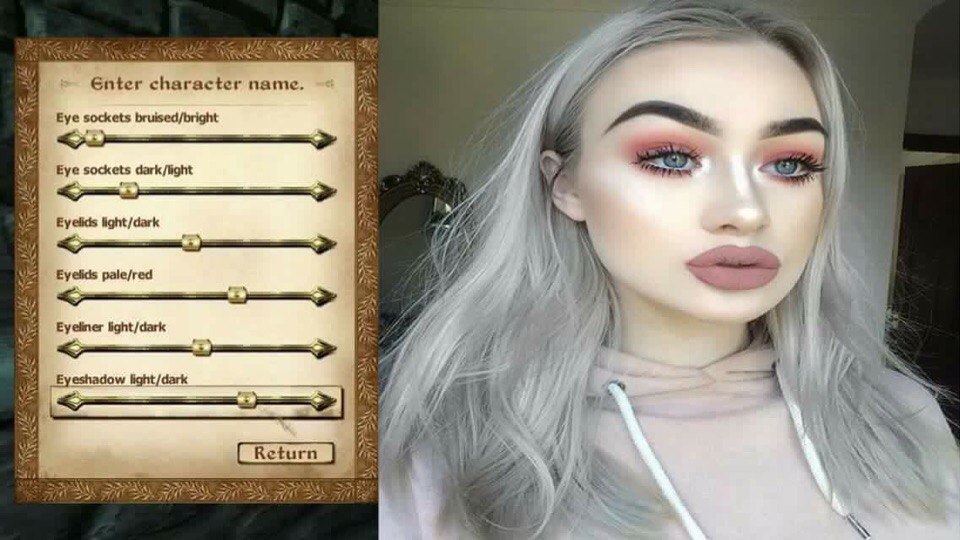 Enter character name.
Eye sockets bruised/bright
Eye sockets dark/light
Eyelids light/dark
Eyelids pale/red
Eyeliner light/dark
Eyeshadow light/dark
Return